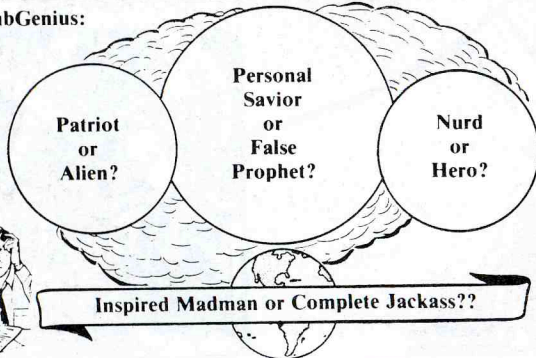 bGenius:
Patriot
or
Alien?
Personal
Savior
or
False
Prophet?
Nurd
or
Hero?
Inspired Madman or Complete Jackass??